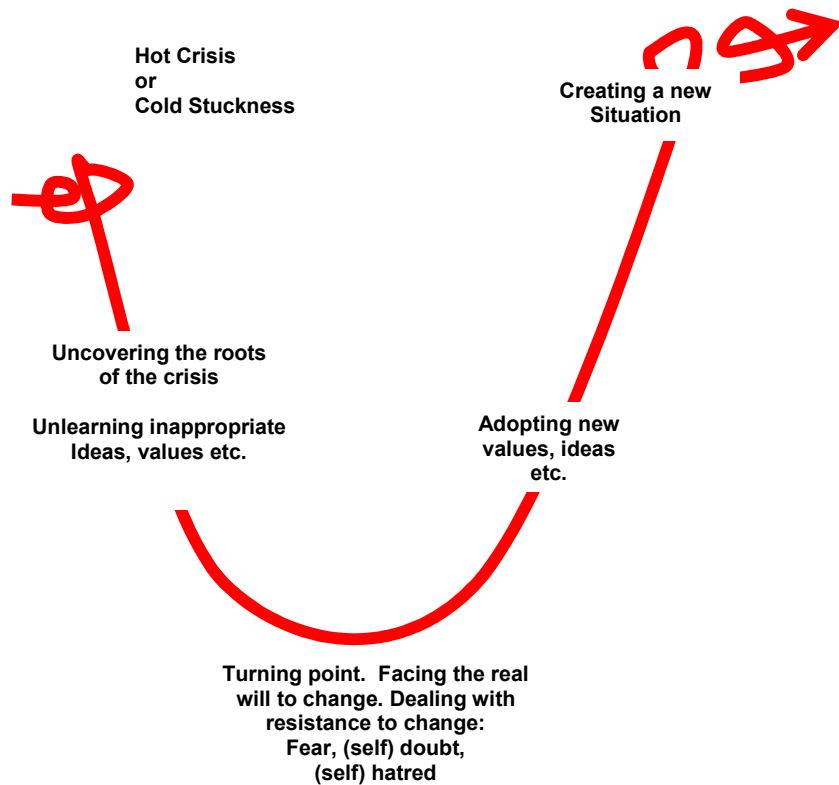 Hot Crisis
or
Cold Stuckness
Creating a new
Situation
Uncovering the roots
of the crisis
Unlearning inappropriate
Ideas, values etc.
Adopting new
values, ideas
etc.
Turning point.  Facing the real
will to change. Dealing with
resistance to change:
Fear, (self) doubt,
(self) hatred